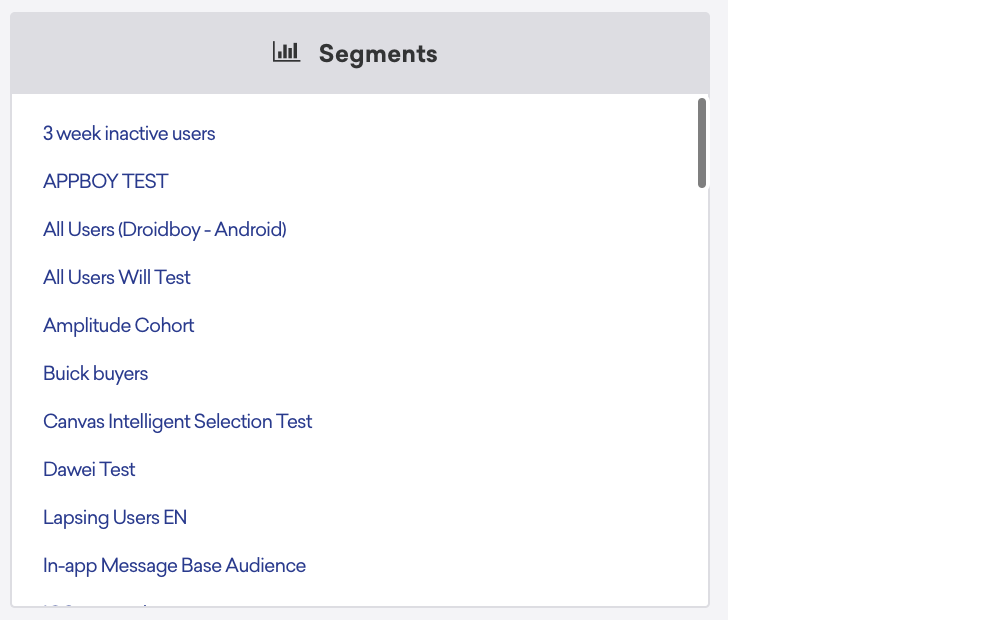 Segments
3 week inactive users
APPBOY TEST
All Users (Droidboy - Android)
All Users Will Test
Amplitude Cohort
Buick buyers
Canvas Intelligent Selection Test
Dawei Test
Lapsing Users EN
In-app Message Base Audience